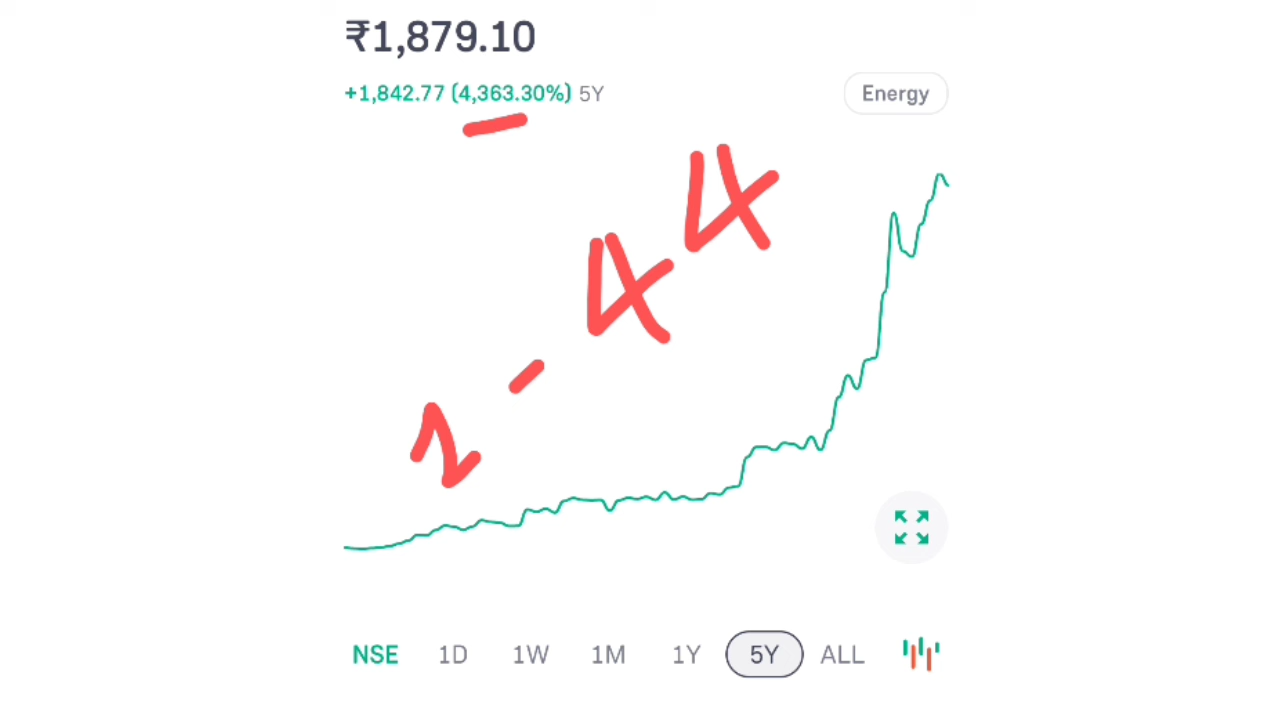 ₹1,879.10
+1,842.77 (4,363.30%) 5Y
Energy
- 44
NSE 1D 1W 1M 1Y 5Y ALL